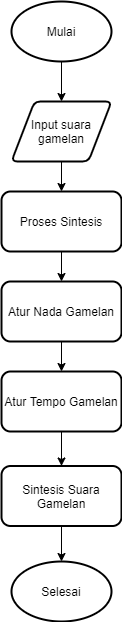 Mulai
Input suara
gamelan
Proses Sintesis
Atur Nada Gamelan
Atur Tempo Gamelan
Sintesis Suara
Gamelan
Selesai